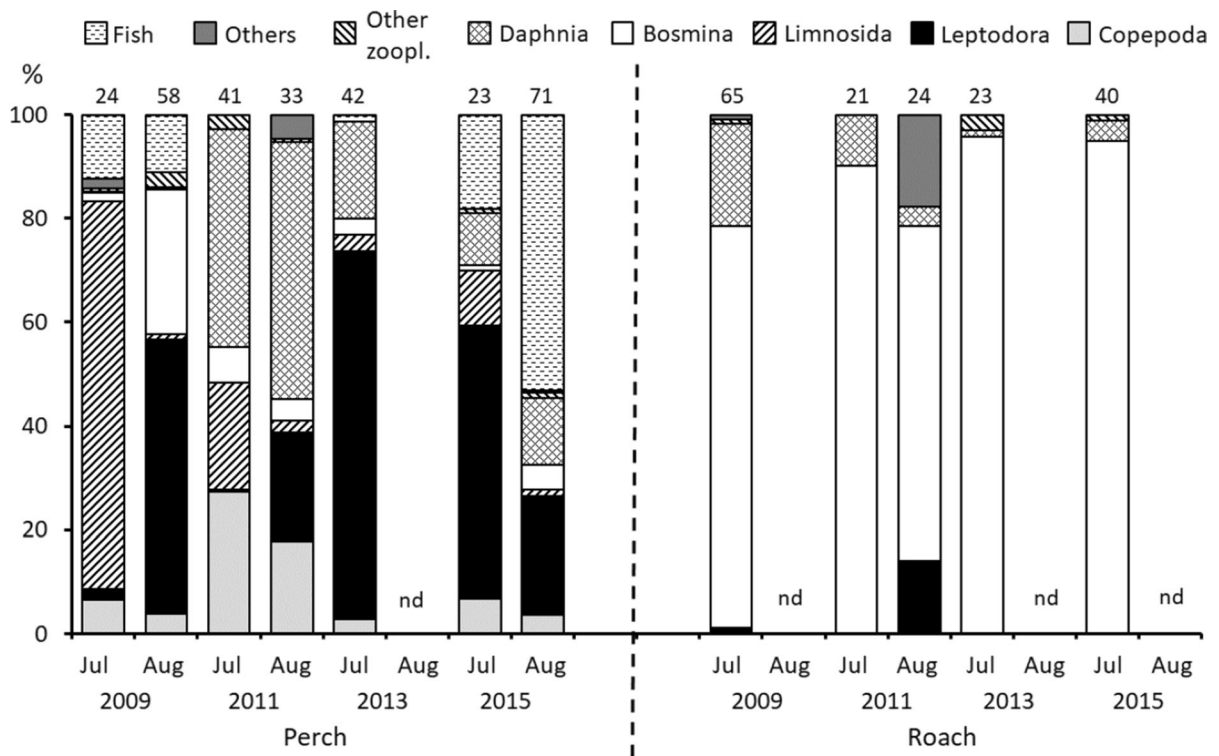 Fish Others Other zoopl. Daphnia Bosmina Limnosida Leptodora Copepoda
%
24 58 41 33 42 23 71 65 21 24 23 40
100
80
60
40
20
0
nd nd nd nd
Jul Aug Jul Aug Jul Aug Jul Aug Jul Aug Jul Aug Jul Aug Jul Aug
2009 2011 2013 2015 2009 2011 2013 2015
Perch Roach